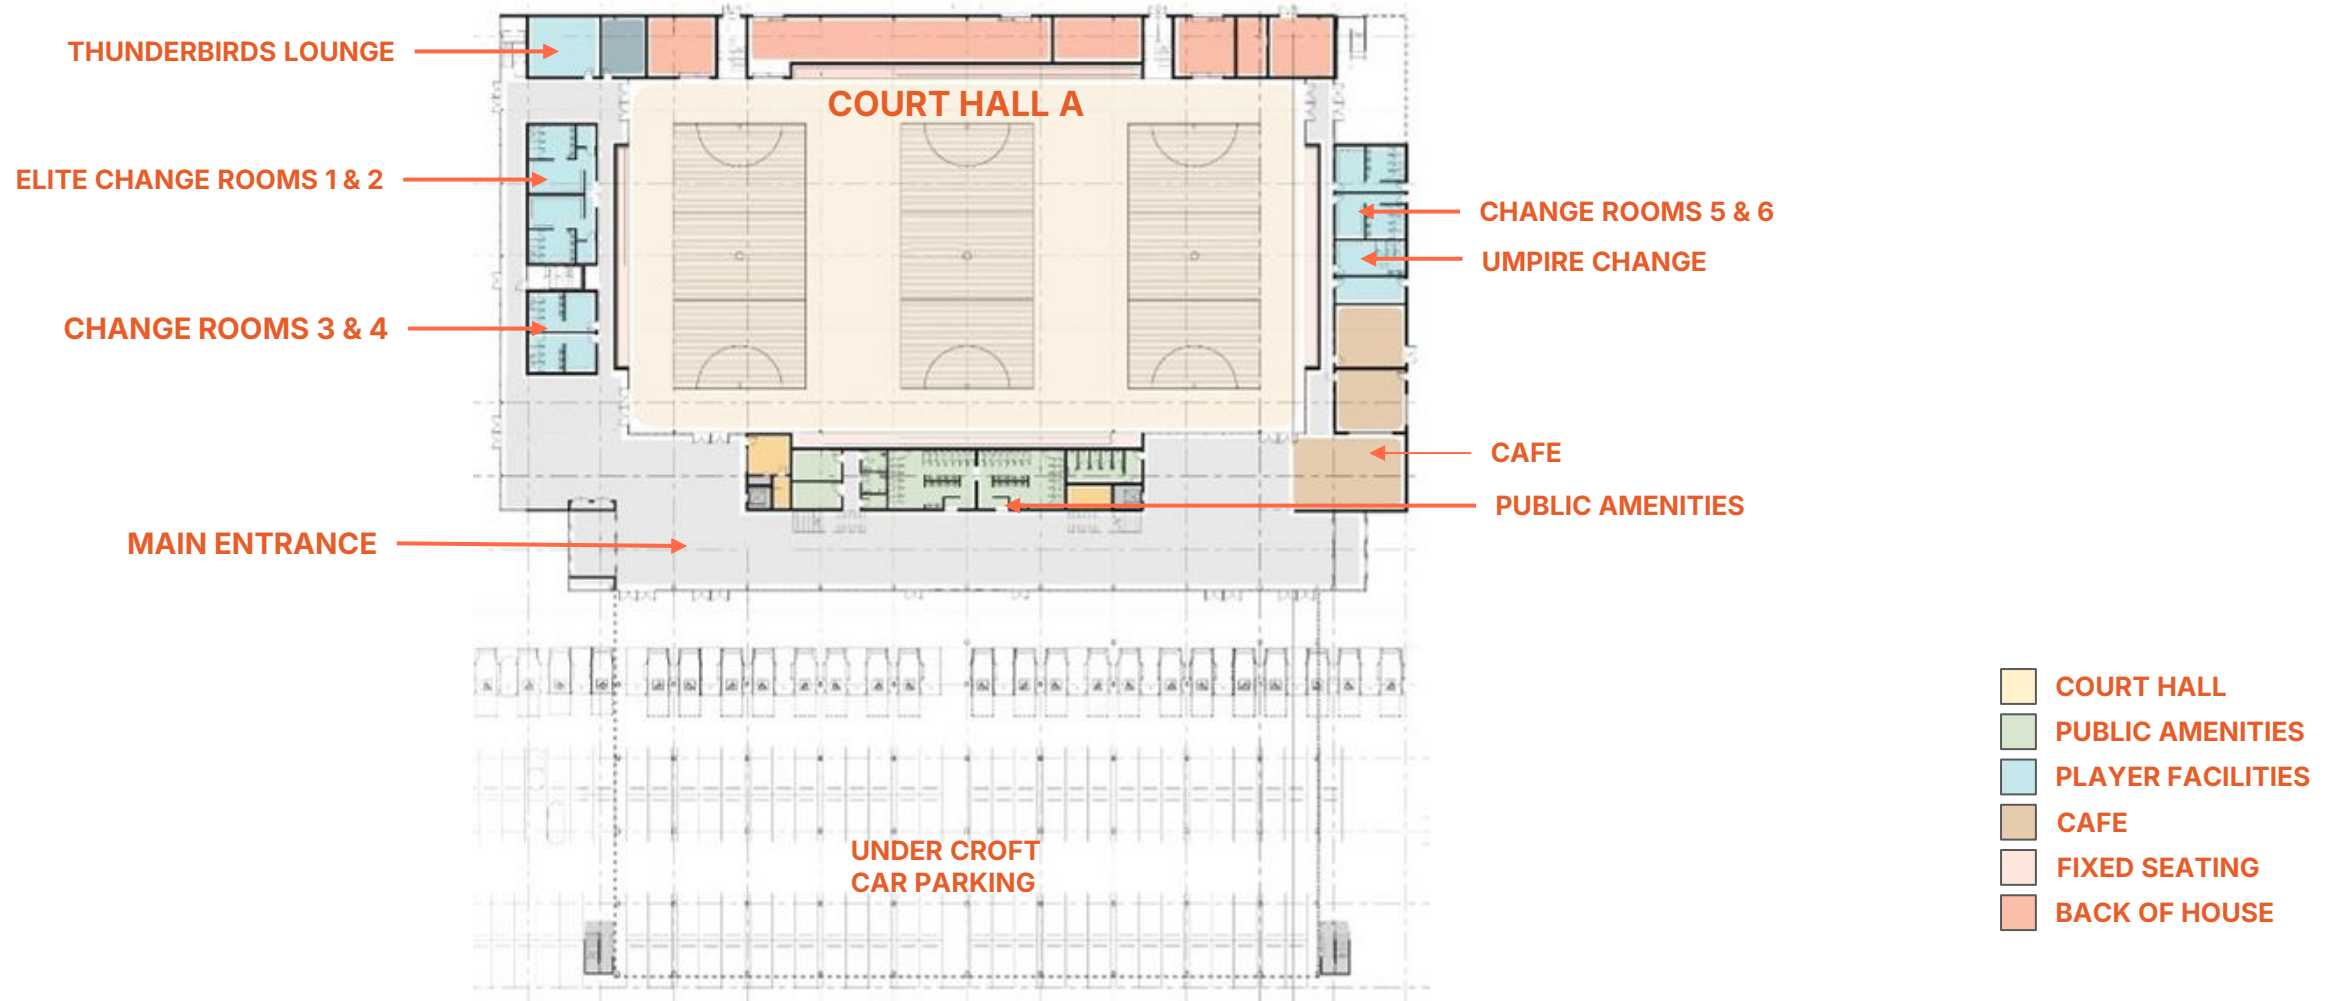 THUNDERBIRDS LOUNGE
COURT HALL A
ELITE CHANGE ROOMS 1 & 2
CHANGE ROOMS 5 & 6
UMPIRE CHANGE
CHANGE ROOMS 3 & 4
CAFE
PUBLIC AMENITIES
MAIN ENTRANCE
UNDER CROFT
CAR PARKING
COURT HALL
PUBLIC AMENITIES
PLAYER FACILITIES
CAFE
FIXED SEATING
BACK OF HOUSE